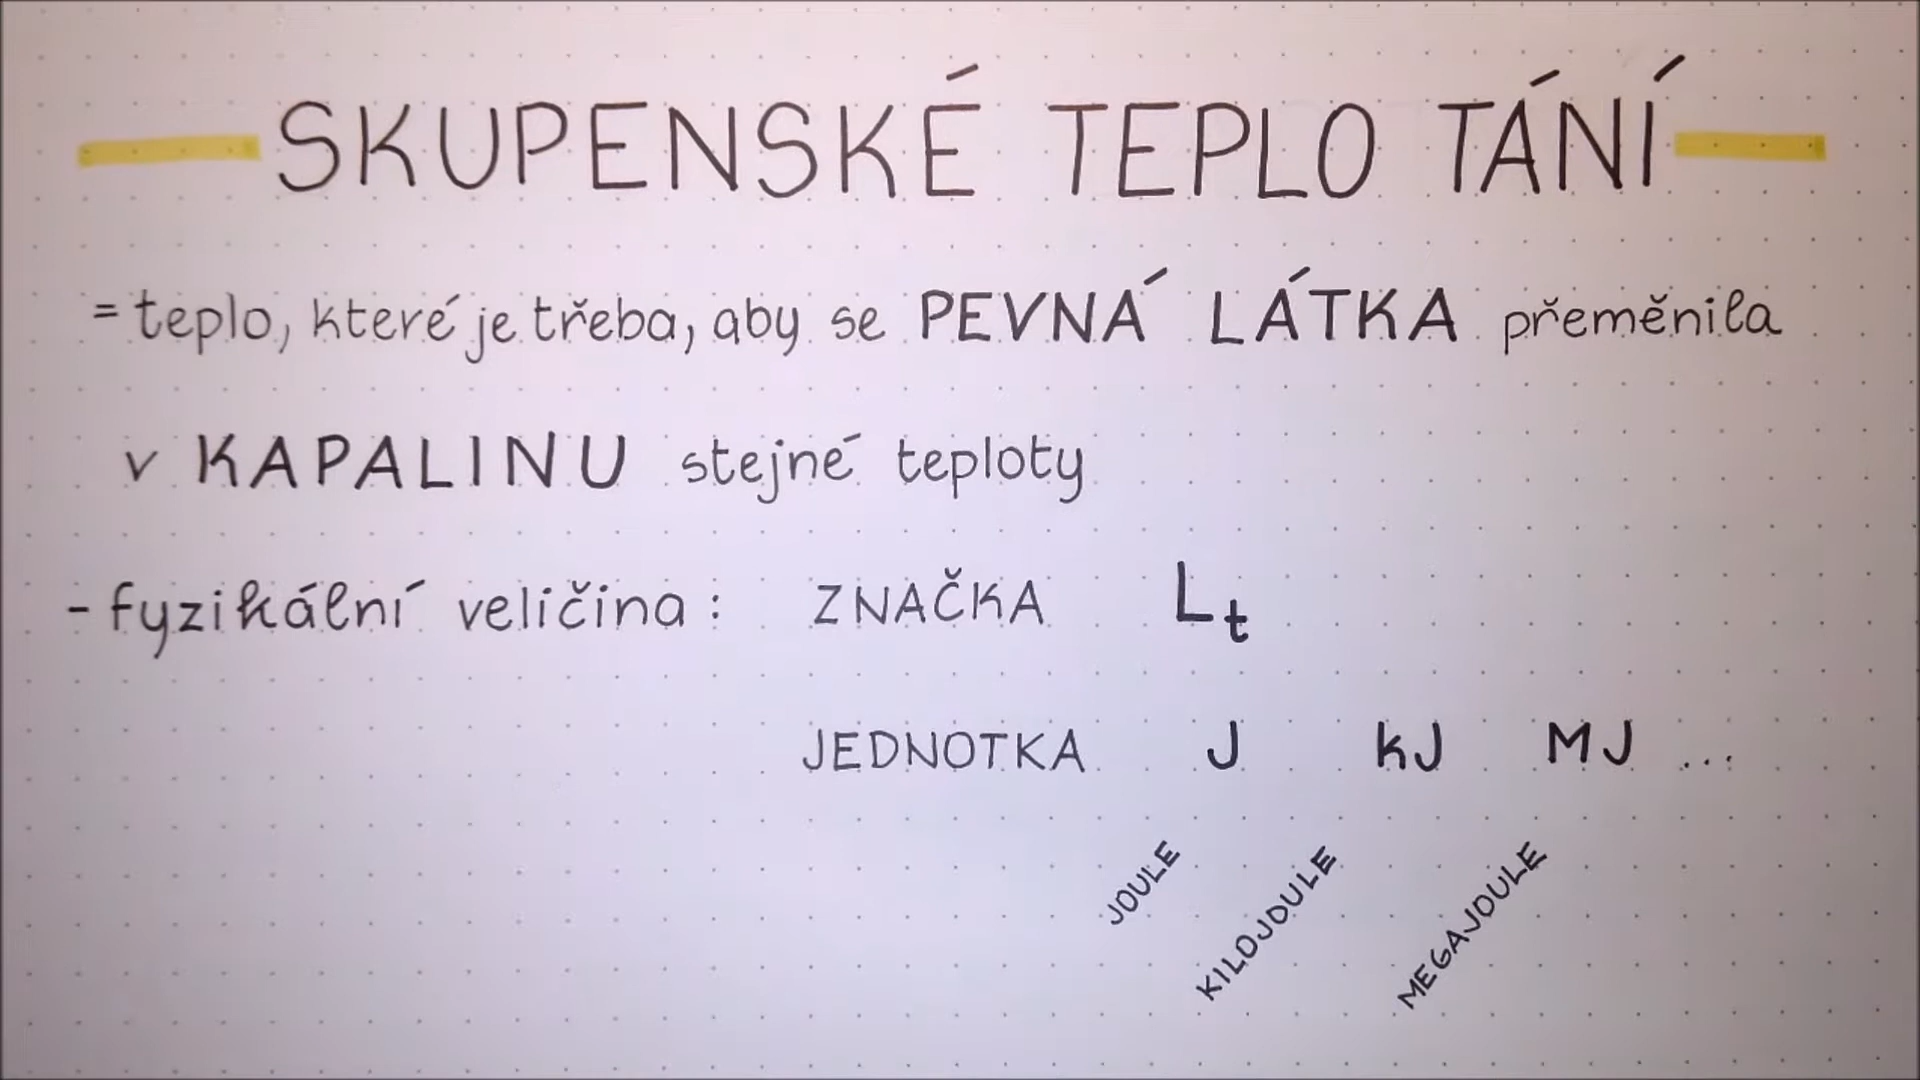 SKUPENSKÉ TEPLO TÁNÍ
= teplo, které je třeba, aby se PEVNÁ LÁTKA přeměnila
v KAPALINU stejné teploty
- fyzikální veličina: ZNAČKA Lt
JEDNOTKA J kJ MJ ...
JOULE KILOJOULE MEGAJOULE